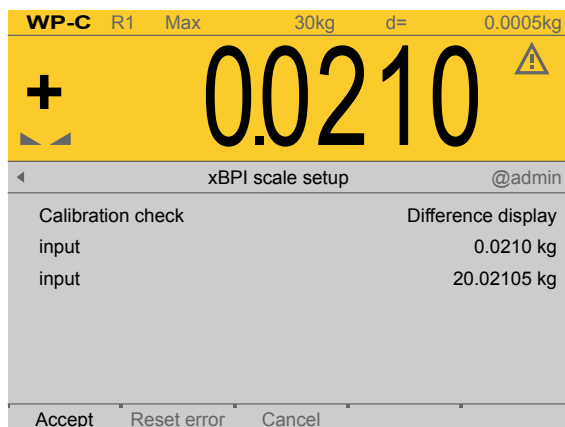 WP-C R1 Max 30kg d= 0.0005kg
+ 0.0210
xBPI scale setup @admin
Calibration check Difference display
input 0.0210 kg
input 20.02105 kg
Accept Reset error Cancel